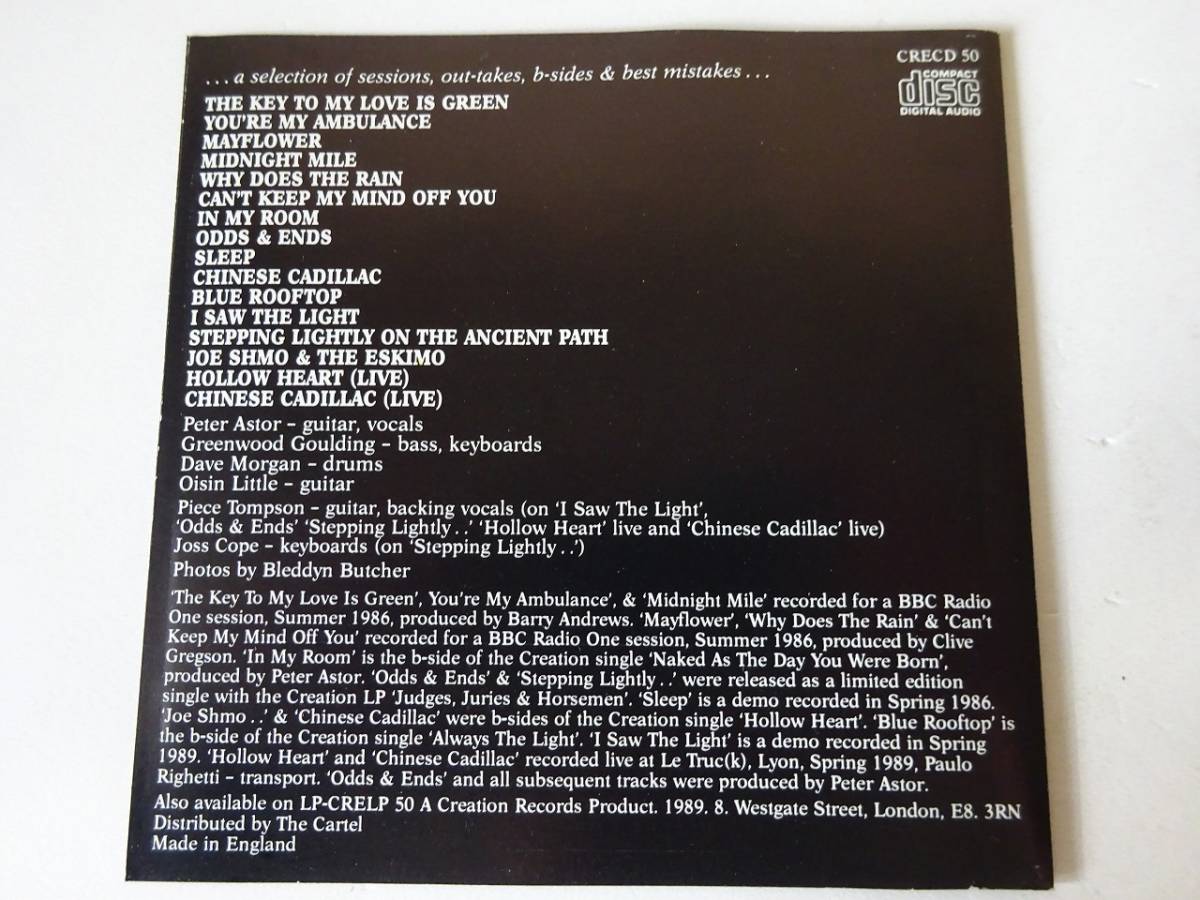 CRECD 50
COMPACT
disc
DIGITAL AUDIO
...a selection of sessions, out-takes, b-sides & best mistakes...
THE KEY TO MY LOVE IS GREEN
YOU'RE MY AMBULANCE
MAYFLOWER
MIDNIGHT MILE
WHY DOES THE RAIN
CAN'T KEEP MY MIND OFF YOU
IN MY ROOM
ODDS & ENDS
SLEEP
CHINESE CADILLAC
BLUE ROOFTOP
I SAW THE LIGHT
STEPPING LIGHTLY ON THE ANCIENT PATH
JOE SHMO & THE ESKIMO
HOLLOW HEART (LIVE)
CHINESE CADILLAC (LIVE)
Peter Astor – guitar, vocals
Greenwood Goulding – bass, keyboards
Dave Morgan – drums
Oisin Little – guitar
Piece Tompson – guitar, backing vocals (on 'I Saw The Light',
'Odds & Ends' 'Stepping Lightly..' 'Hollow Heart' live and 'Chinese Cadillac' live)
Joss Cope – keyboards (on 'Stepping Lightly..')
Photos by Bleddyn Butcher
'The Key To My Love Is Green', You're My Ambulance', & 'Midnight Mile' recorded for a BBC Radio
One session, Summer 1986, produced by Barry Andrews. 'Mayflower', 'Why Does The Rain' & 'Can't
Keep My Mind Off You' recorded for a BBC Radio One session, Summer 1986, produced by Clive
Gregson. 'In My Room' is the b-side of the Creation single 'Naked As The Day You Were Born',
produced by Peter Astor. 'Odds & Ends' & 'Stepping Lightly..' were released as a limited edition
single with the Creation LP 'Judges, Juries & Horsemen'. 'Sleep' is a demo recorded in Spring 1986.
'Joe Shmo..' & 'Chinese Cadillac' were b-sides of the Creation single 'Hollow Heart'. 'Blue Rooftop' is
the b-side of the Creation single 'Always The Light'. 'I Saw The Light' is a demo recorded in Spring
1989. 'Hollow Heart' and 'Chinese Cadillac' recorded live at Le Truc(k), Lyon, Spring 1989, Paulo
Righetti – transport. 'Odds & Ends' and all subsequent tracks were produced by Peter Astor.
Also available on LP-CRELP 50 A Creation Records Product. 1989. 8. Westgate Street, London, E8. 3RN
Distributed by The Cartel
Made in England